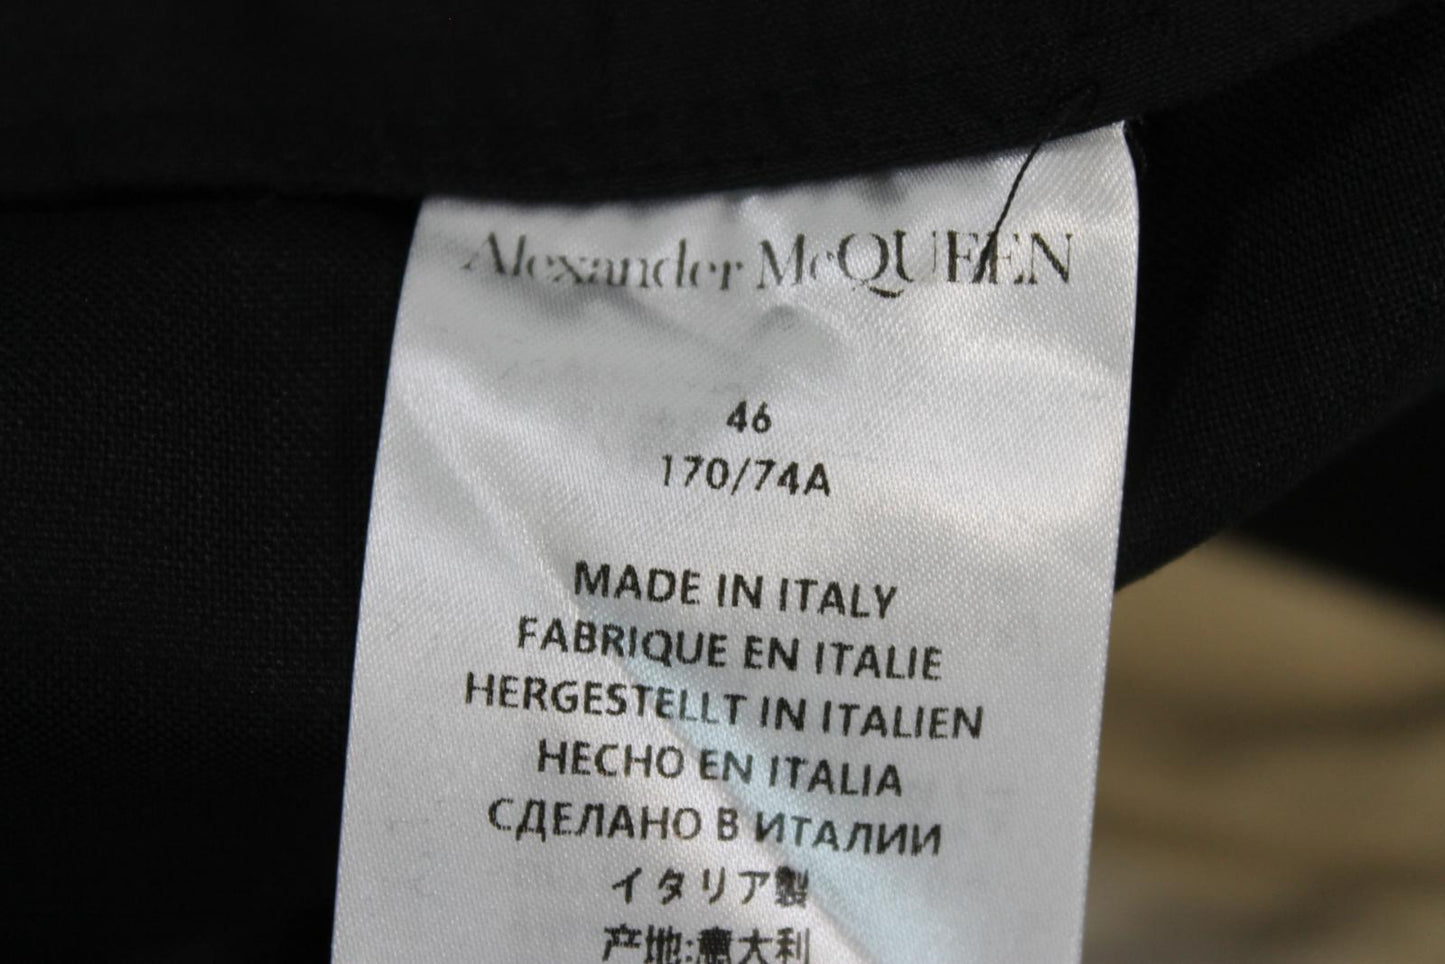 Alexander McQUEEN
46
170/74A
MADE IN ITALY
FABRIQUE EN ITALIE
HERGESTELLT IN ITALIEN
HECHO EN ITALIA
СДЕЛАНО В ИТАЛИИ
イタリア製
产地:意大利